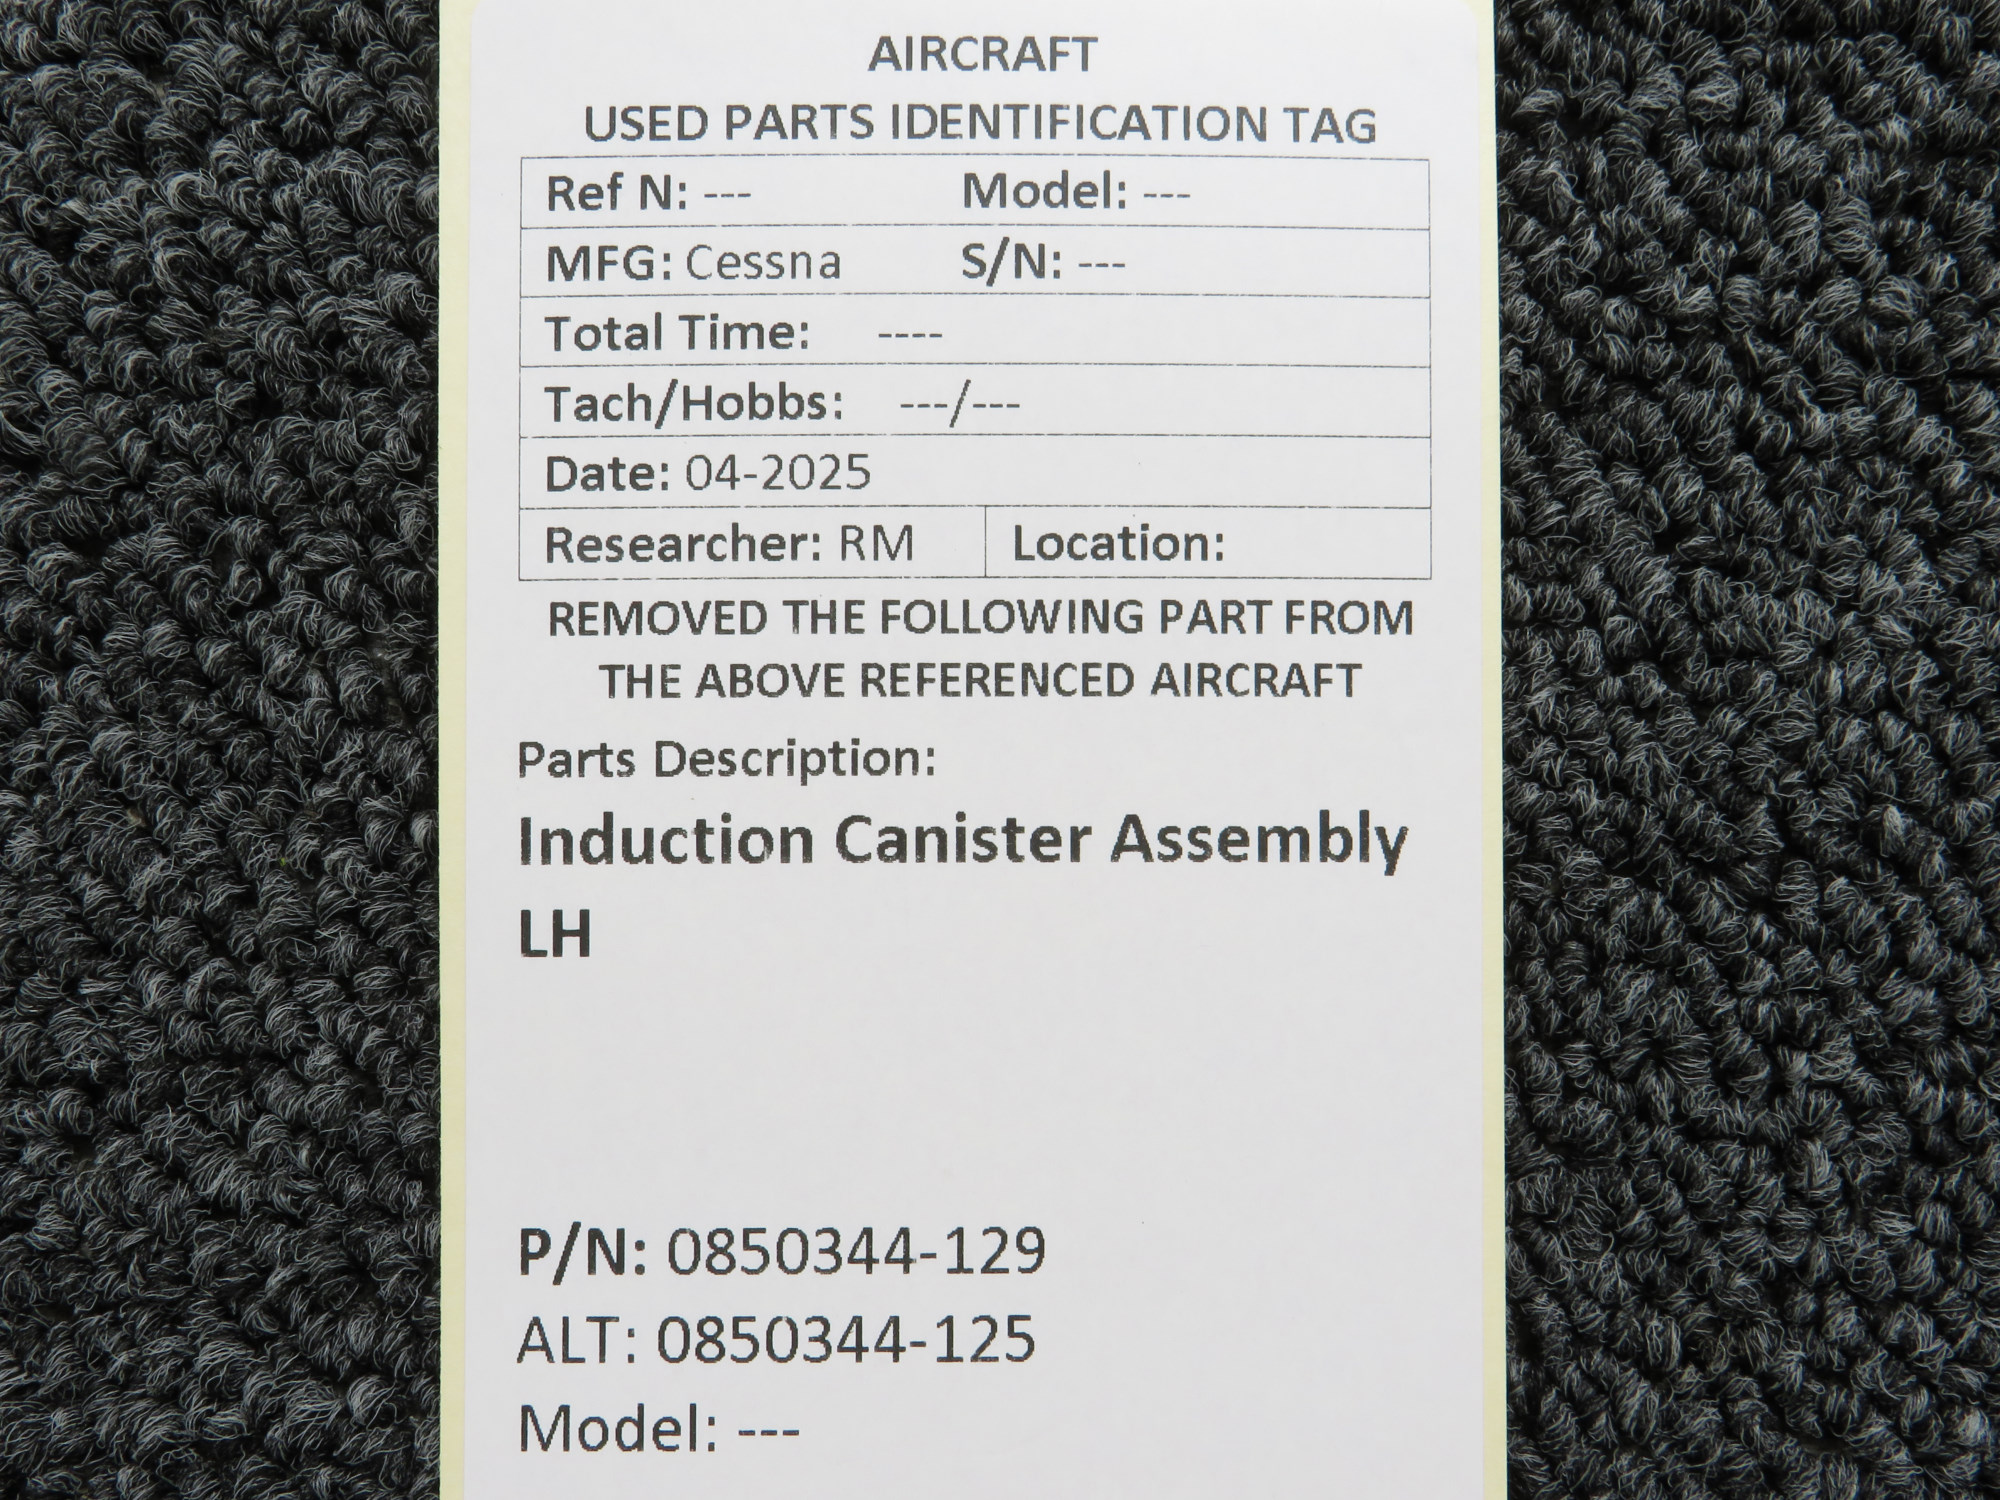 AIRCRAFT
USED PARTS IDENTIFICATION TAG
Ref N: --- Model: ---
MFG: Cessna S/N: ---
Total Time: ----
Tach/Hobbs: ---/---
Date: 04-2025
Researcher: RM Location:
REMOVED THE FOLLOWING PART FROM
THE ABOVE REFERENCED AIRCRAFT
Parts Description:
Induction Canister Assembly
LH
P/N: 0850344-129
ALT: 0850344-125
Model: ---